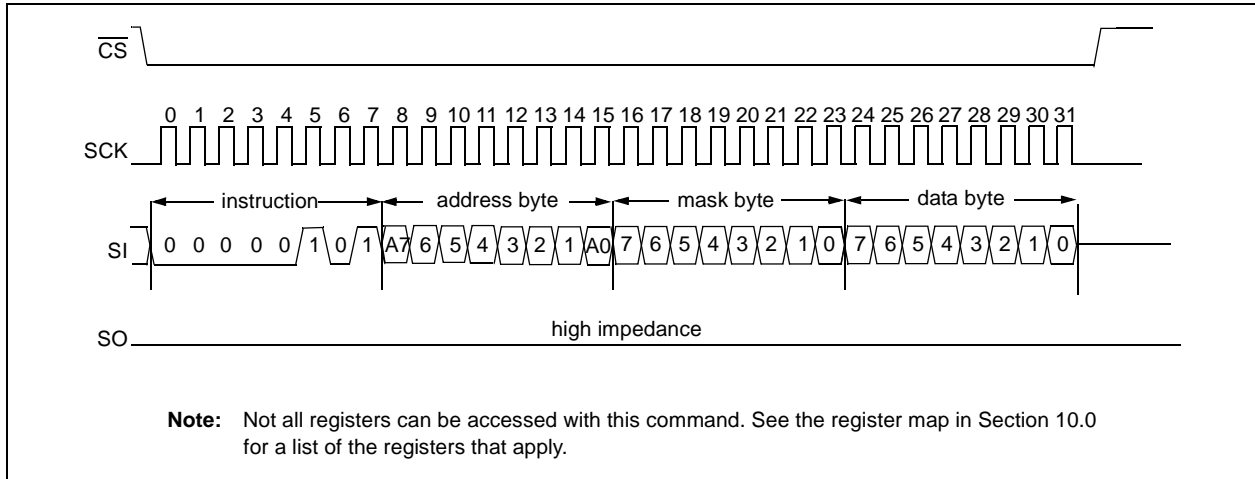 CS
0 1 2 3 4 5 6 7 8 9 10 11 12 13 14 15 16 17 18 19 20 21 22 23 24 25 26 27 28 29 30 31
SCK
instruction address byte mask byte data byte
SI 0 0 0 0 0 1 0 1 A7 6 5 4 3 2 1 A0 7 6 5 4 3 2 1 0 7 6 5 4 3 2 1 0
high impedance
SO
Note: Not all registers can be accessed with this command. See the register map in Section 10.0
for a list of the registers that apply.